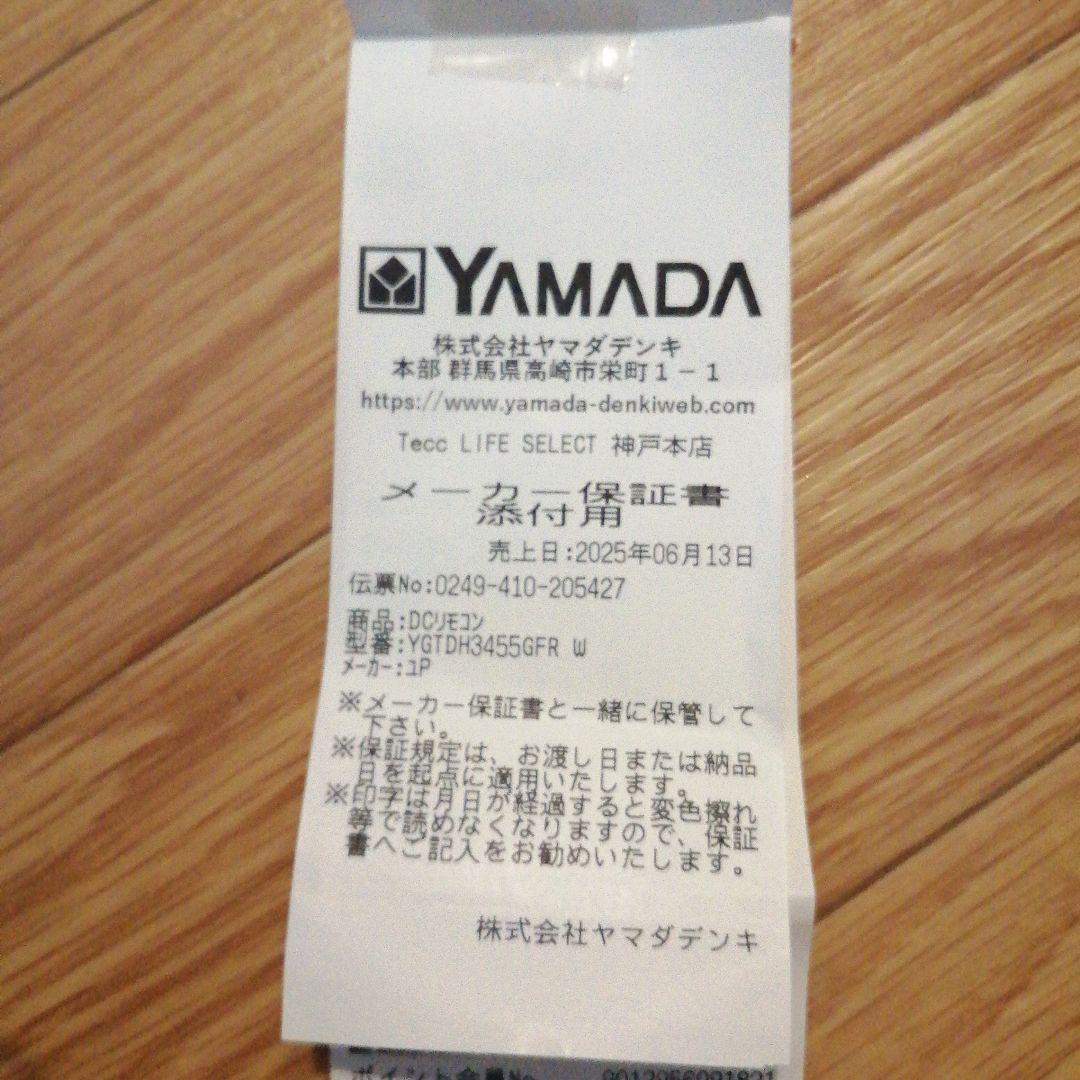 YAMADA
株式会社ヤマダデンキ
本部 群馬県高崎市栄町1-1
https://www.yamada-denkiweb.com
Tecc LIFE SELECT 神戸本店
メーカー保証書
添付用
売上日:2025年06月13日
伝票No:0249-410-205427
商品:DCリモコン
型番:YGTDH3455GFR W
メーカー:ユP
※メーカー保証書と一緒に保管して
下さい。
※保証規定は、お渡し日または納品
日を起点に適用いたします。
※印字は月日が経過すると変色擦れ
等で読めなくなりますので、保証
書へご記入をお勧めいたします。
株式会社ヤマダデンキ
ポイント会員No